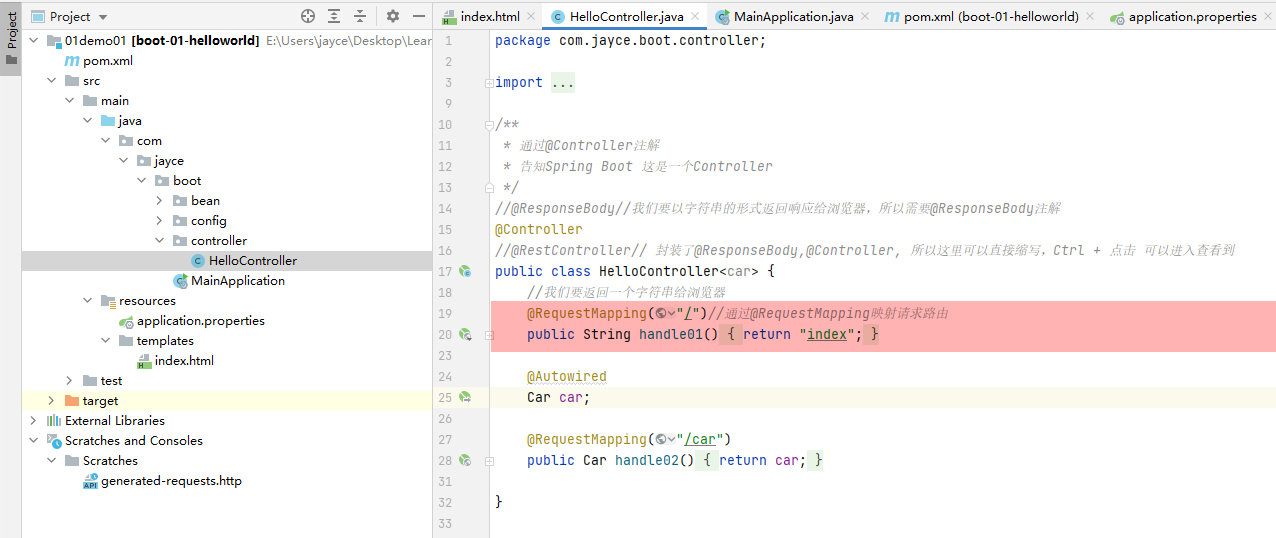 Project
Project
01demo01 [boot-01-helloworld] E:\Users\jayce\Desktop\Lear
pom.xml
src
main
java
com
jayce
boot
bean
config
controller
HelloController
MainApplication
resources
application.properties
templates
index.html
test
target
External Libraries
Scratches and Consoles
Scratches
generated-requests.http
index.html
HelloController.java
MainApplication.java
pom.xml (boot-01-helloworld)
application.properties
1 package com.jayce.boot.controller;
2
3 import ...
9
10 /**
11 * 通过@Controller注解
12 * 告知Spring Boot 这是一个Controller
13 */
14 //@ResponseBody//我们要以字符串的形式返回响应给浏览器，所以需要@ResponseBody注解
15 @Controller
16 //@RestController// 封装了@ResponseBody,@Controller, 所以这里可以直接缩写，Ctrl + 点击 可以进入查看到
17 public class HelloController<car> {
18 //我们要返回一个字符串给浏览器
19 @RequestMapping("/")//通过@RequestMapping映射请求路由
20 public String handle01() { return "index"; }
23
24 @Autowired
25 Car car;
26
27 @RequestMapping("/car")
28 public Car handle02() { return car; }
31
32 }
33